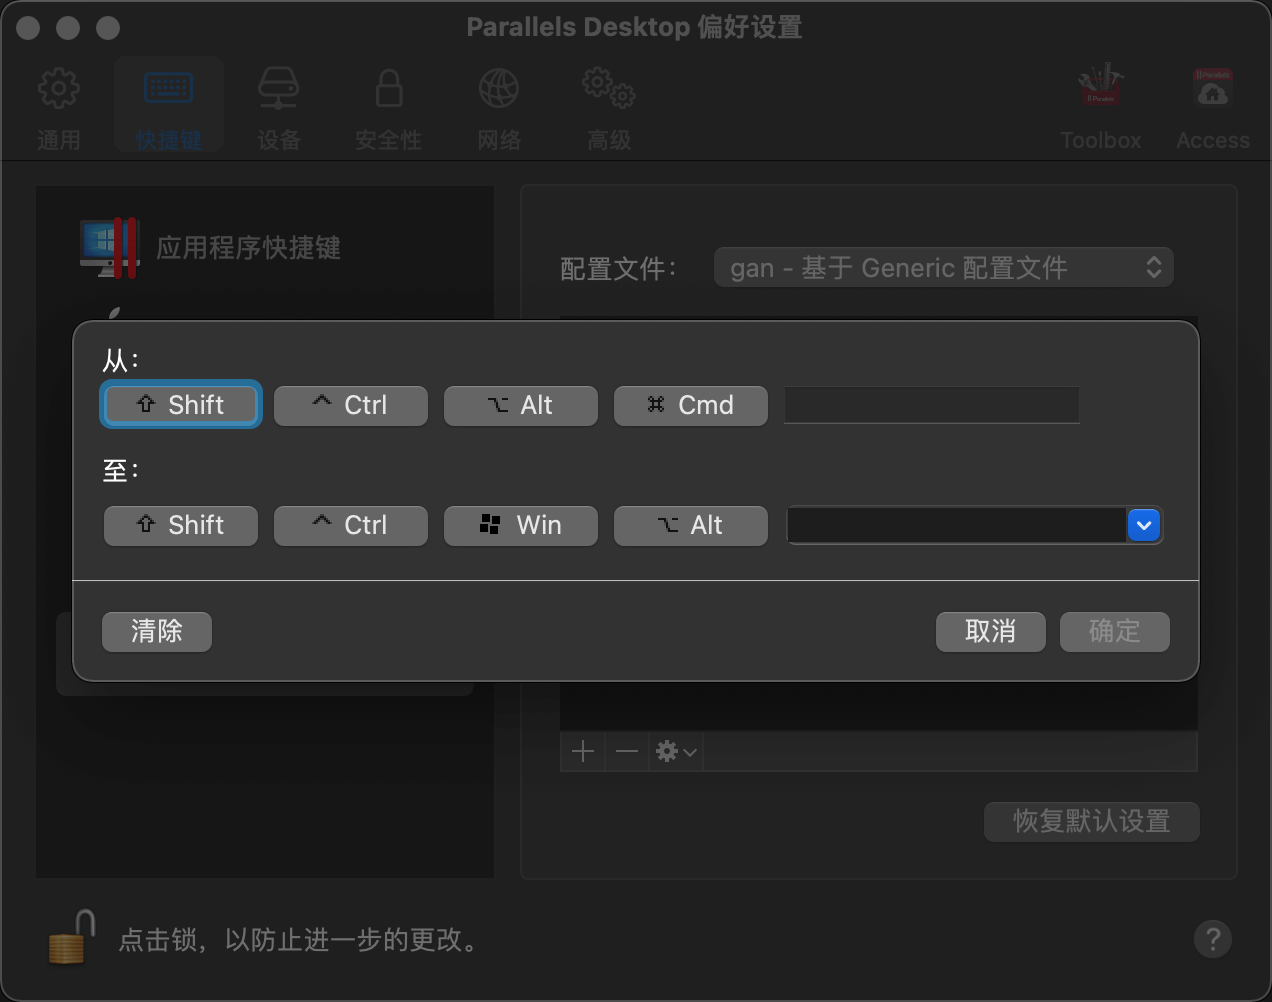 Parallels Desktop 偏好设置
通用 快捷键 设备 安全性 网络 高级 Toolbox Access
应用程序快捷键
配置文件： gan - 基于 Generic 配置文件
从：
⇧ Shift ⌃ Ctrl ⌥ Alt ⌘ Cmd
至：
⇧ Shift ⌃ Ctrl Win ⌥ Alt
清除 取消 确定
恢复默认设置
点击锁，以防止进一步的更改。 ?